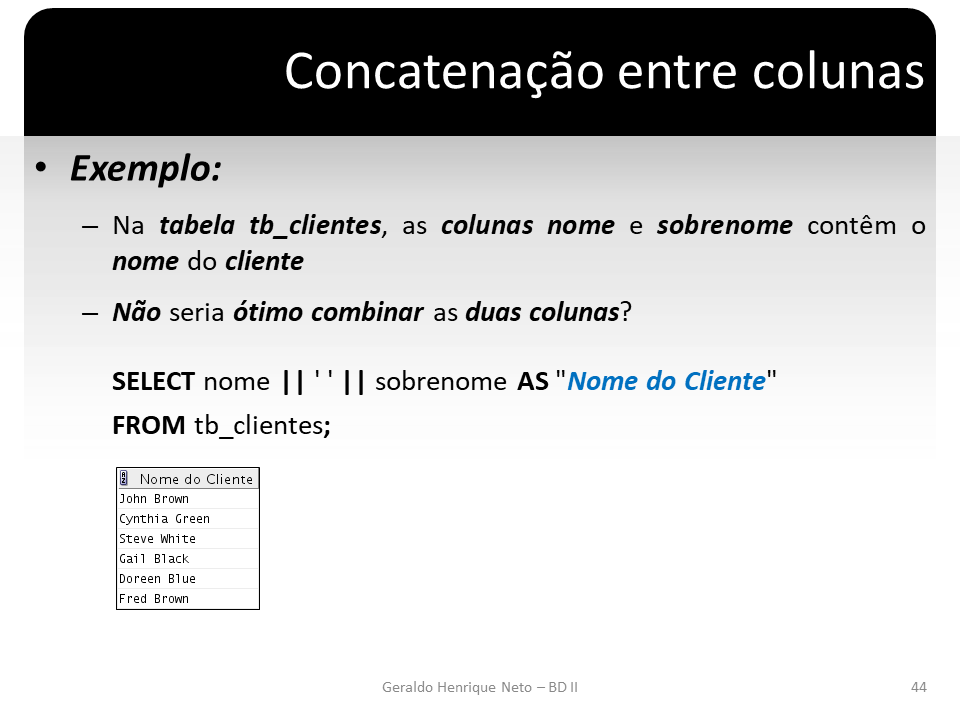 Concatenação entre colunas
• Exemplo:
– Na tabela tb_clientes, as colunas nome e sobrenome contêm o
nome do cliente
– Não seria ótimo combinar as duas colunas?
SELECT nome || ' ' || sobrenome AS "Nome do Cliente"
FROM tb_clientes;
Nome do Cliente
John Brown
Cynthia Green
Steve White
Gail Black
Doreen Blue
Fred Brown
Geraldo Henrique Neto – BD II
44